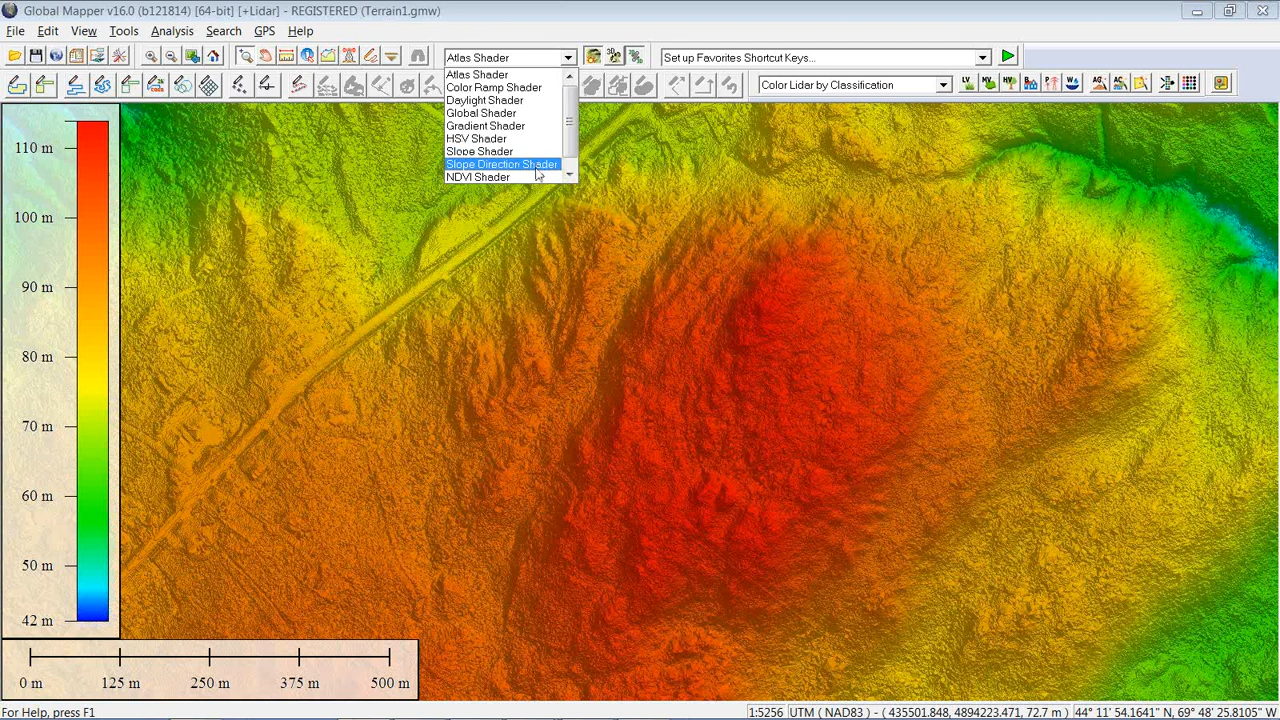 Global Mapper v16.0 (b121814) [64-bit] [+Lidar] - REGISTERED (Terrain1.gmw)
File Edit View Tools Analysis Search GPS Help
Atlas Shader Set up Favorites Shortcut Keys...
Atlas Shader
Color Ramp Shader
Daylight Shader
Global Shader
Gradient Shader
HSV Shader
Slope Shader
Slope Direction Shader
NDVI Shader
Color Lidar by Classification
110 m
100 m
90 m
80 m
70 m
60 m
50 m
42 m
0 m 125 m 250 m 375 m 500 m
For Help, press F1 1:5256 UTM ( NAD83 ) - ( 435501.848, 4894223.471, 72.7 m ) 44° 11' 54.1641" N, 69° 48' 25.8105" W